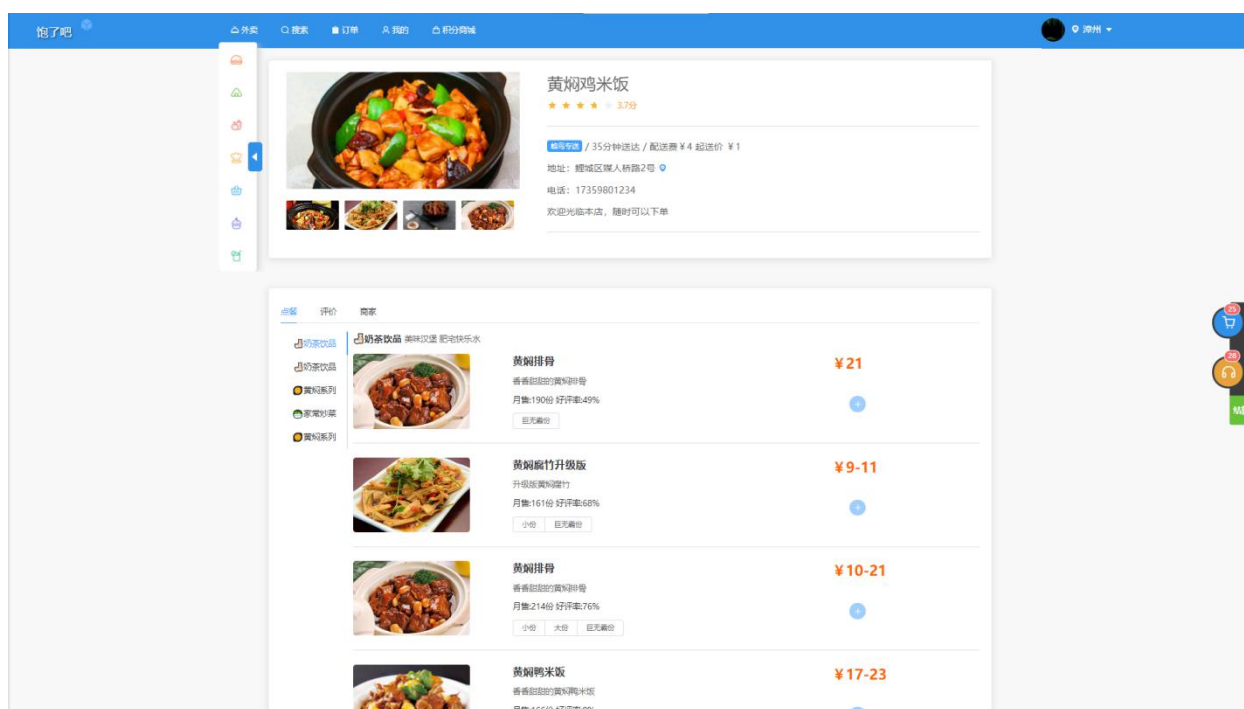 饱了吧
外卖 搜索 订单 我的 积分商城
漳州
黄焖鸡米饭
3.7分
蜂鸟专送 / 35分钟送达 / 配送费¥4 起送价 ¥1
地址：鲤城区媒人桥路2号
电话：17359801234
欢迎光临本店，随时可以下单
点餐 评价 商家
奶茶饮品
奶茶饮品
黄焖系列
家常炒菜
黄焖系列
奶茶饮品 美味汉堡 肥宅快乐水
黄焖排骨
¥21
香香甜甜的黄焖排骨
月售:190份 好评率:49%
巨无霸份
黄焖腐竹升级版
¥9-11
升级版黄焖腐竹
月售:161份 好评率:68%
小份 巨无霸份
黄焖排骨
¥10-21
香香甜甜的黄焖排骨
月售:214份 好评率:76%
小份 大份 巨无霸份
黄焖鸭米饭
¥17-23
香香甜甜的黄焖鸭米饭
25
28